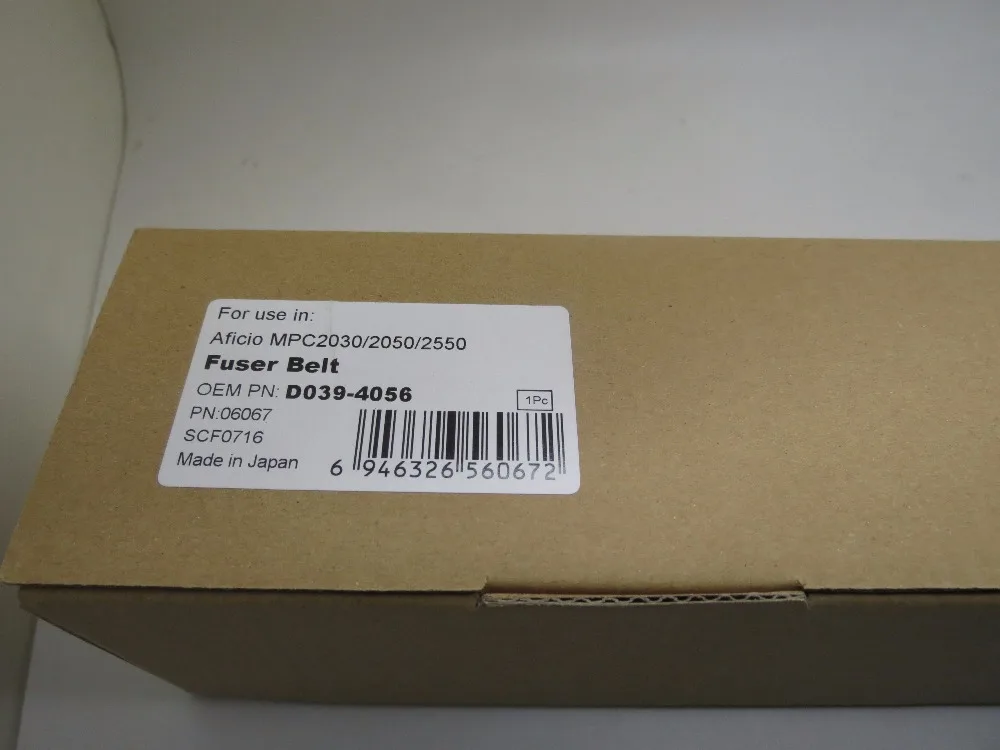 For use in:
Aficio MPC2030/2050/2550
Fuser Belt
OEM PN: D039-4056
1Pc
PN:06067
SCF0716
Made in Japan
6 946326 560672